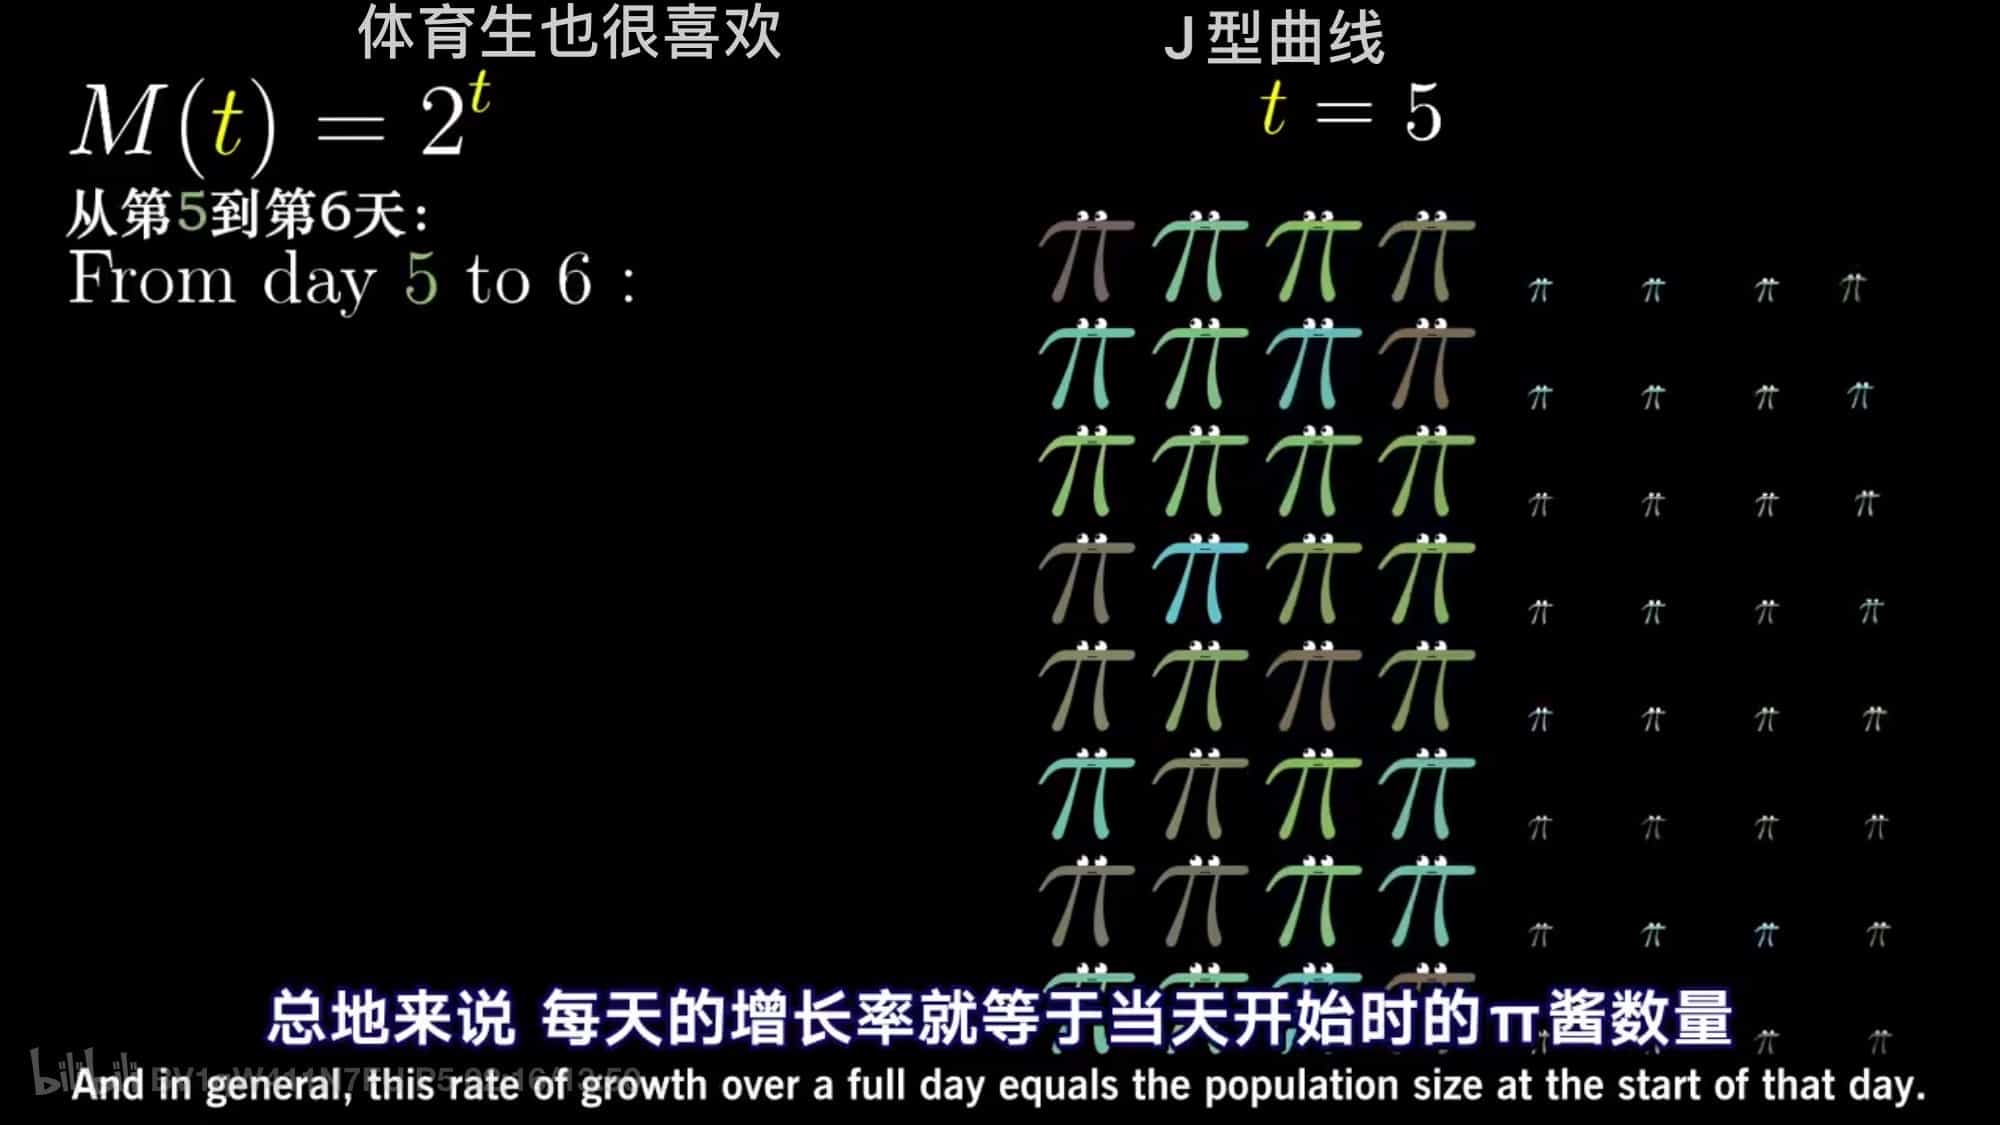 体育生也很喜欢
J型曲线
M(t) = 2^t
t = 5
从第5到第6天:
From day 5 to 6 :
总地来说 每天的增长率就等于当天开始时的π酱数量
And in general, this rate of growth over a full day equals the population size at the start of that day.
bilibili